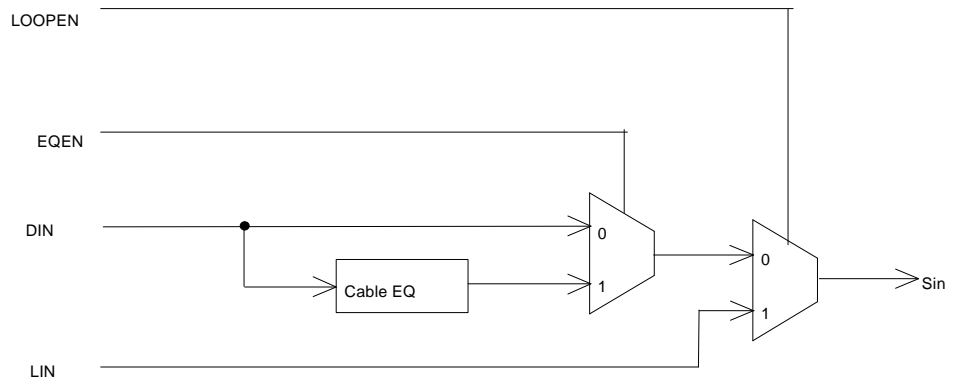 LOOPEN
EQEN
DIN
0
0
Cable EQ
1
Sin
1
LIN